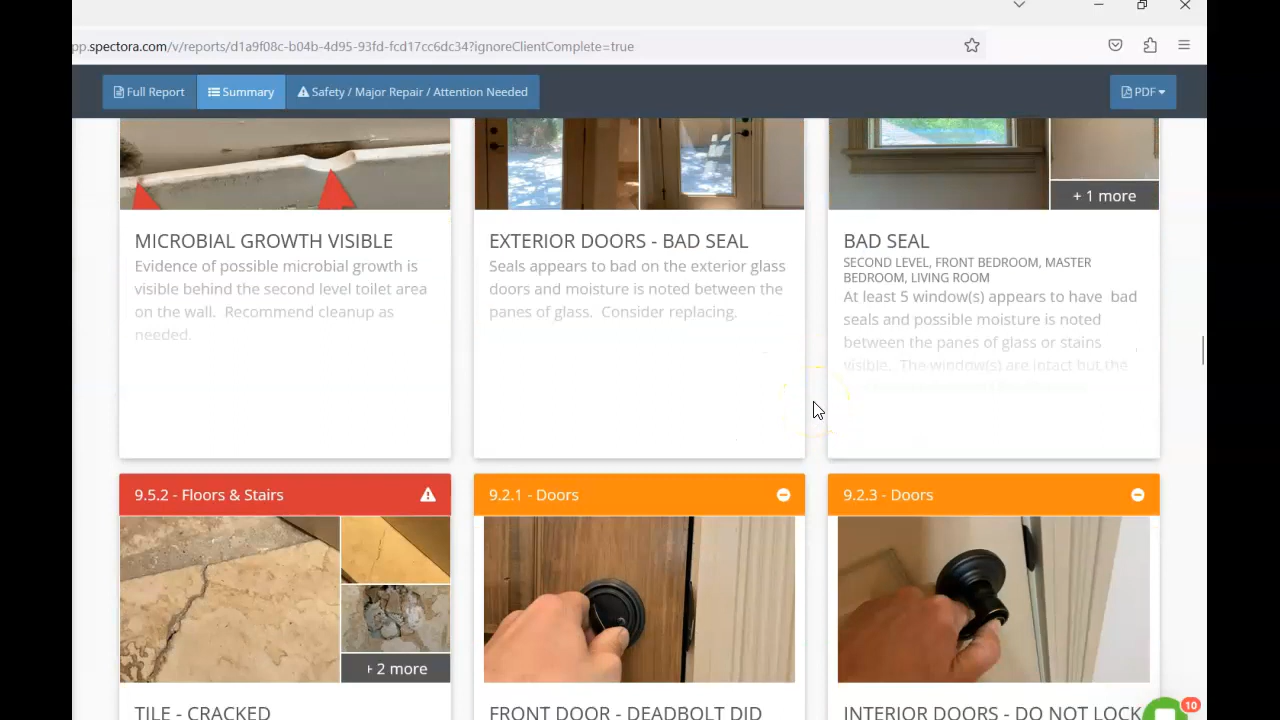 pp.spectora.com/v/reports/d1a9f08c-b04b-4d95-93fd-fcd17cc6dc34?ignoreClientComplete=true
Full Report
Summary
Safety / Major Repair / Attention Needed
PDF
+ 1 more
MICROBIAL GROWTH VISIBLE
Evidence of possible microbial growth is
visible behind the second level toilet area
on the wall. Recommend cleanup as
needed.
EXTERIOR DOORS - BAD SEAL
Seals appears to bad on the exterior glass
doors and moisture is noted between the
panes of glass. Consider replacing.
BAD SEAL
SECOND LEVEL, FRONT BEDROOM, MASTER
BEDROOM, LIVING ROOM
At least 5 window(s) appears to have bad
seals and possible moisture is noted
between the panes of glass or stains
visible. The window(s) are intact but the
9.5.2 - Floors & Stairs
+ 2 more
TILE - CRACKED
9.2.1 - Doors
FRONT DOOR - DEADBOLT DID
9.2.3 - Doors
INTERIOR DOORS - DO NOT LOCK
10